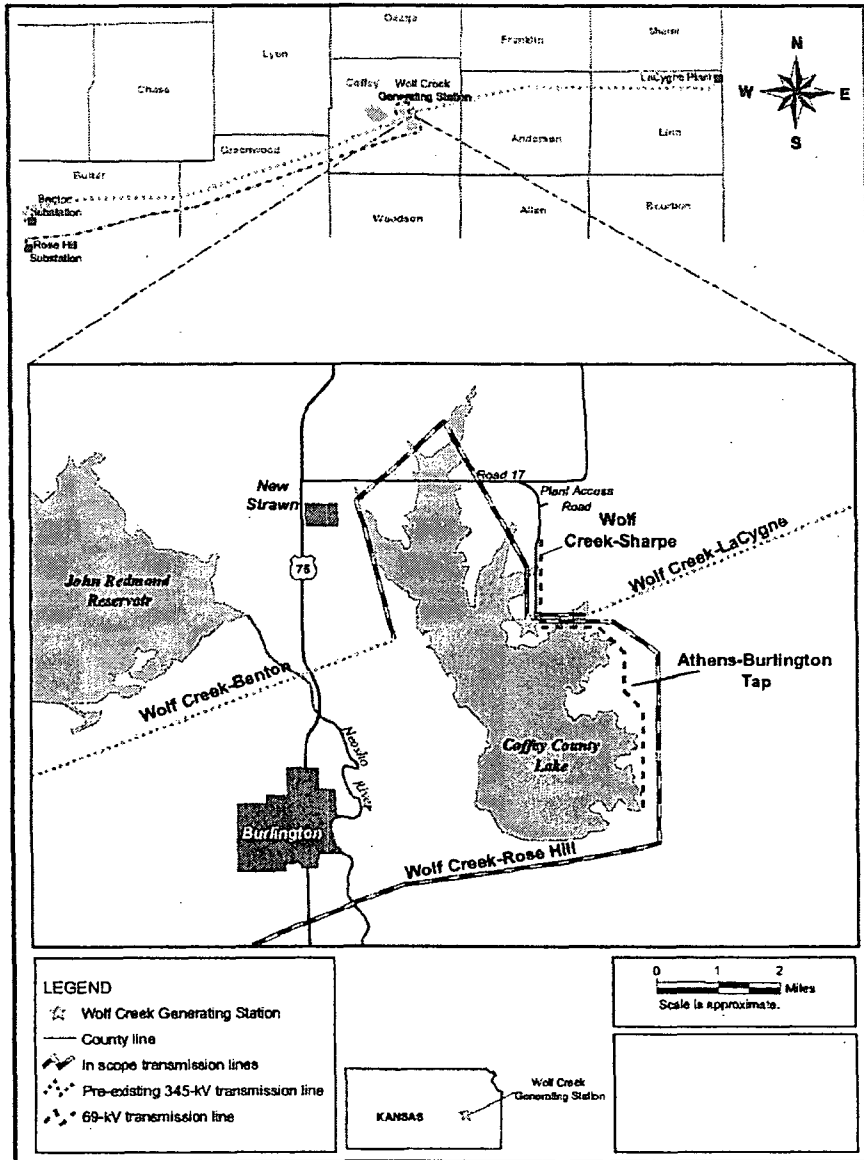 Osage
Lyon
Franklin
Miami
Chase
Coffey
Wolf Creek
Generating Station
LaCygne Plant
N
W E
S
Greenwood
Anderson
Linn
Butler
Benton
Substation
Rose Hill
Substation
Woodson
Allen
Bourbon
New
Strawn
Road 17
Plant Access
Road
Wolf
Creek-Sharpe
75
John Redmond
Reservoir
Wolf Creek-LaCygne
Wolf Creek-Benton
Athens-Burlington
Tap
Neosho
River
Coffey County
Lake
Burlington
Wolf Creek-Rose Hill
LEGEND
Wolf Creek Generating Station
County line
In scope transmission lines
Pre-existing 345-kV transmission line
69-kV transmission line
0 1 2
Miles
Scale is approximate.
KANSAS
Wolf Creek
Generating Station